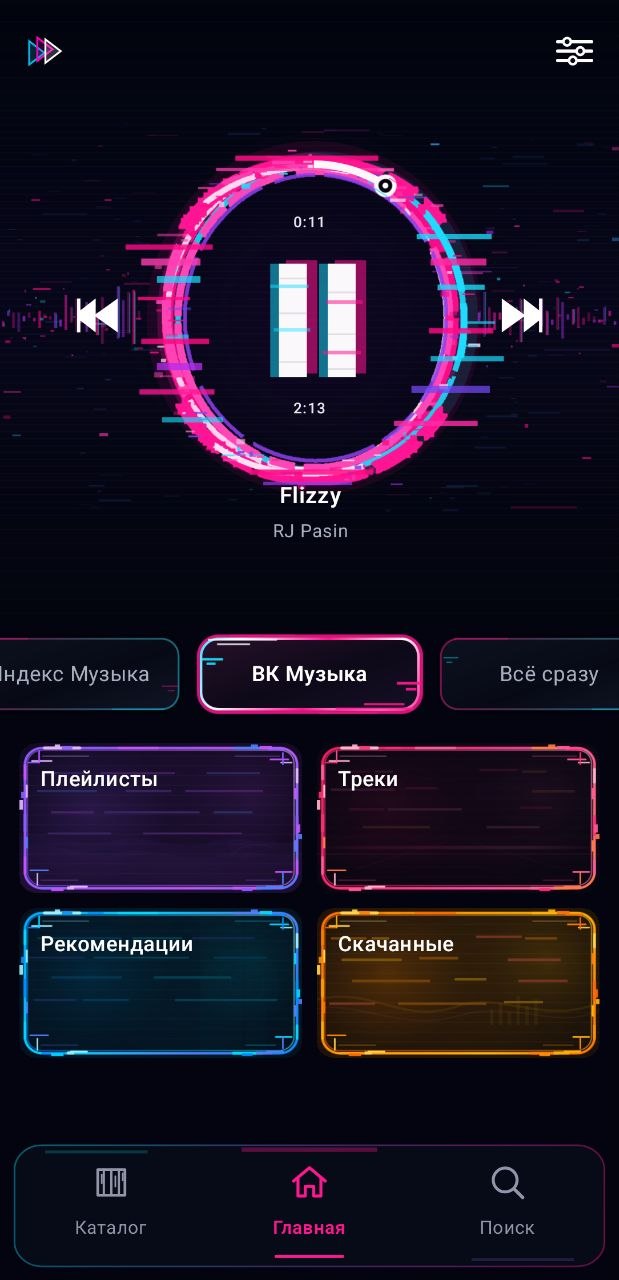 0:11
2:13
Flizzy
RJ Pasin
ндекс Музыка
ВК Музыка
Всё сразу
Плейлисты
Треки
Рекомендации
Скачанные
Каталог
Главная
Поиск